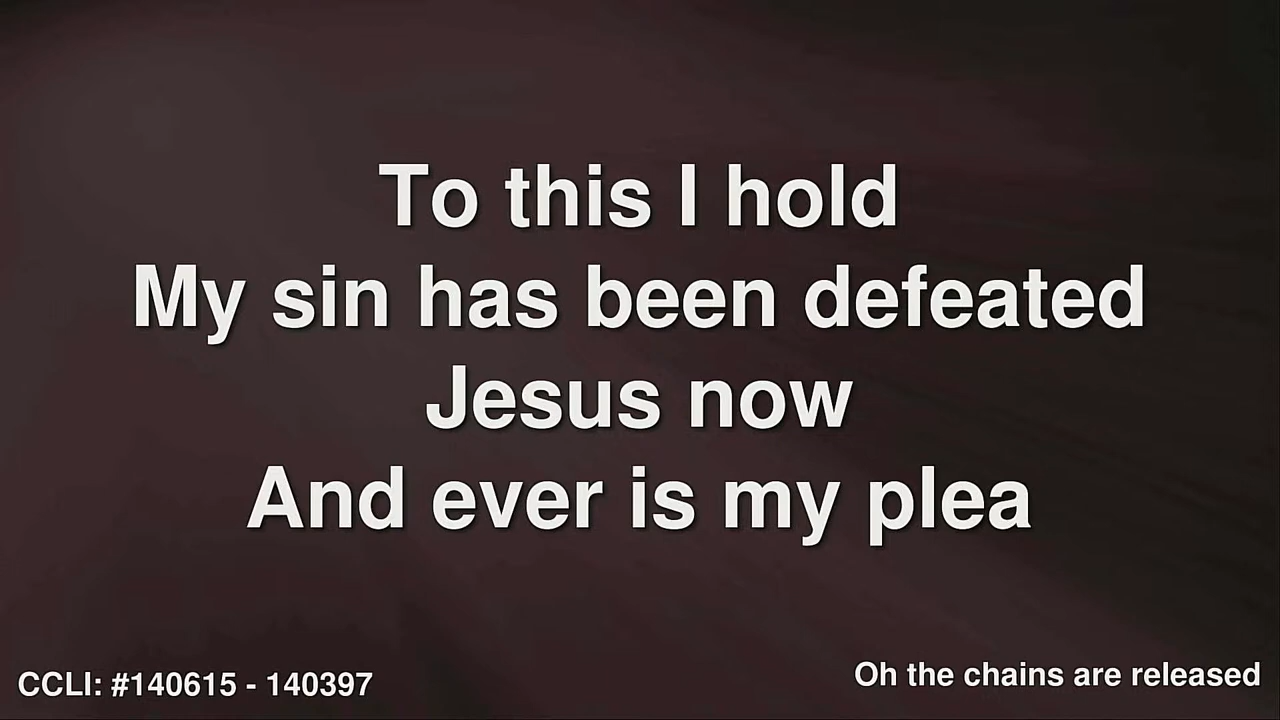 To this I hold
My sin has been defeated
Jesus now
And ever is my plea
CCLI: #140615 - 140397
Oh the chains are released